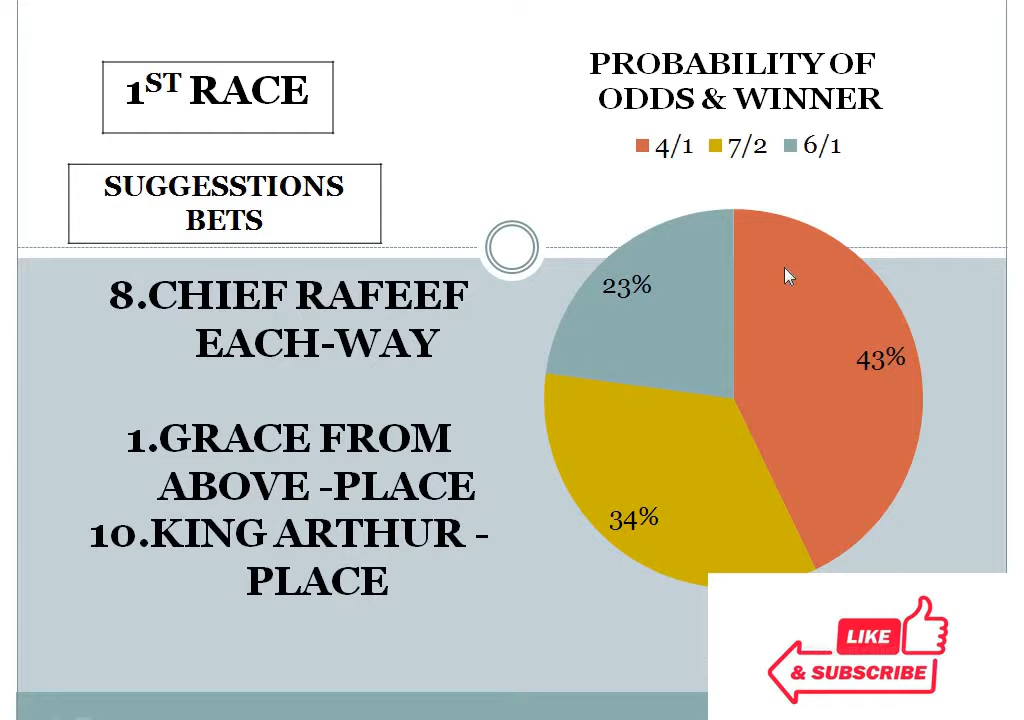 1ST RACE
SUGGESSTIONS
BETS
8.CHIEF RAFEEF
EACH-WAY
1.GRACE FROM
ABOVE -PLACE
10.KING ARTHUR -
PLACE
PROBABILITY OF
ODDS & WINNER
4/1 7/2 6/1
23%
43%
34%
LIKE
& SUBSCRIBE